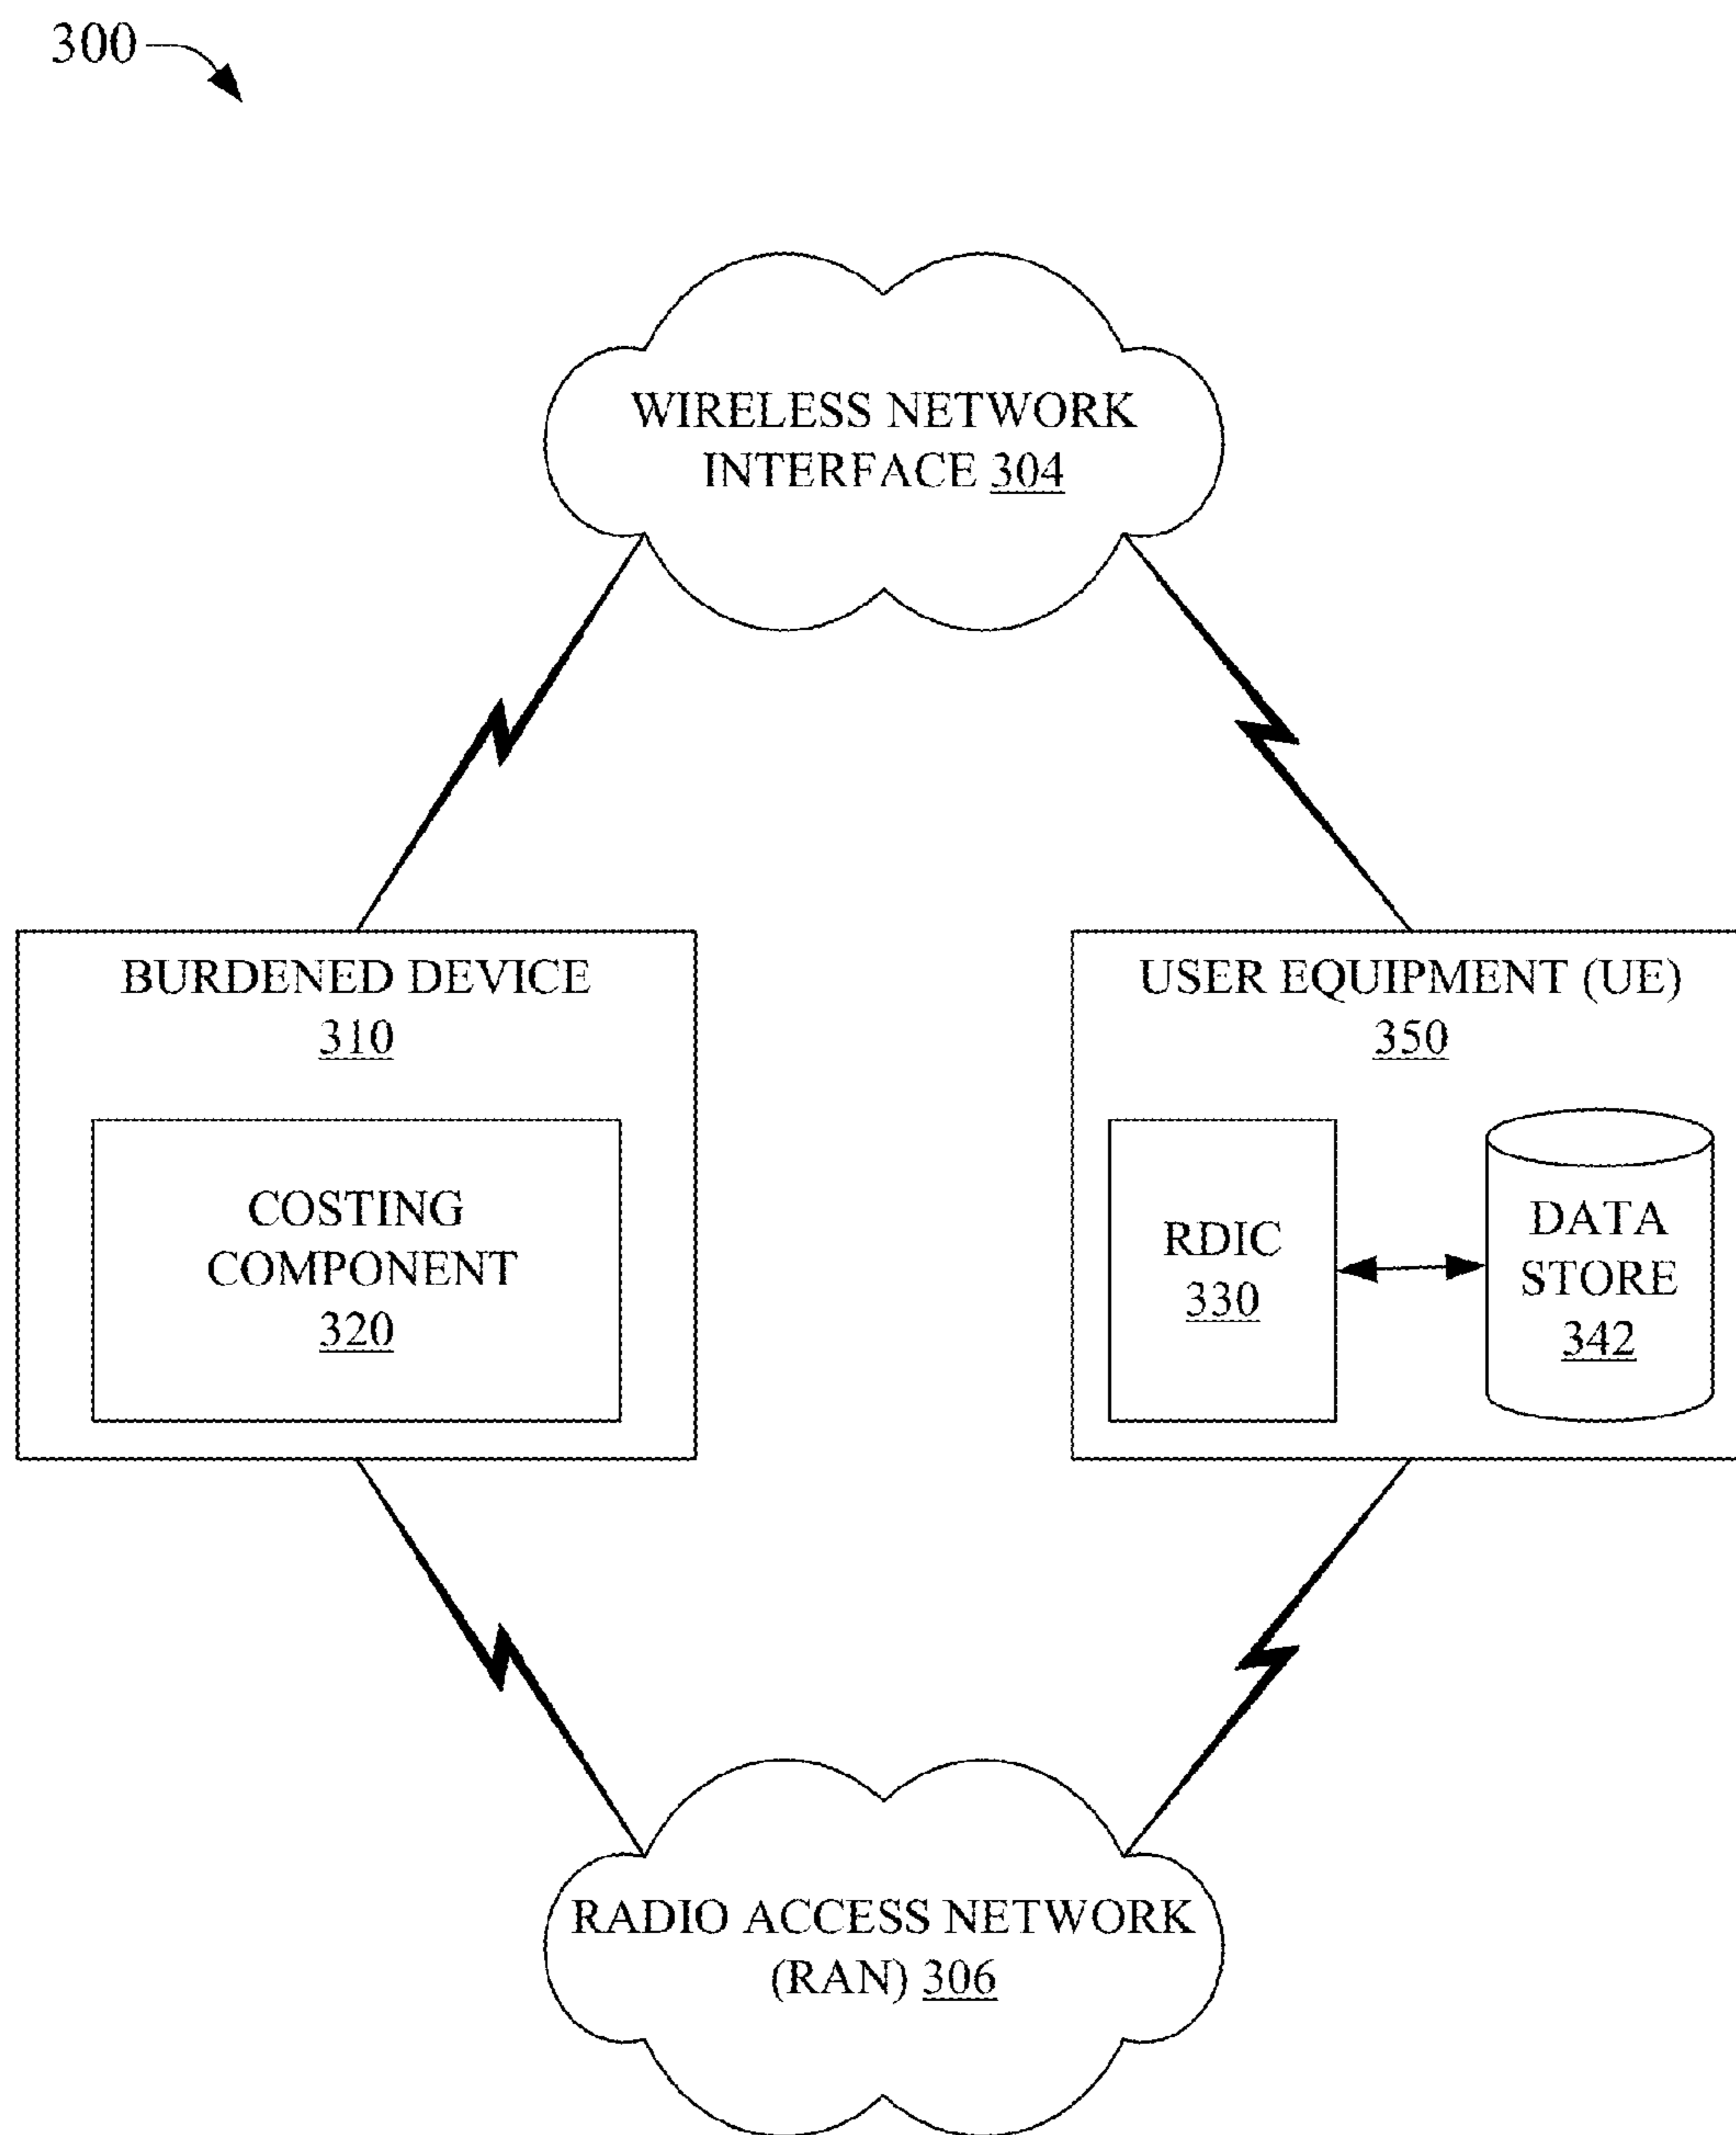 300
WIRELESS NETWORK
INTERFACE 304
BURDENED DEVICE
310
COSTING
COMPONENT
320
USER EQUIPMENT (UE)
350
RDIC
330
DATA
STORE
342
RADIO ACCESS NETWORK
(RAN) 306